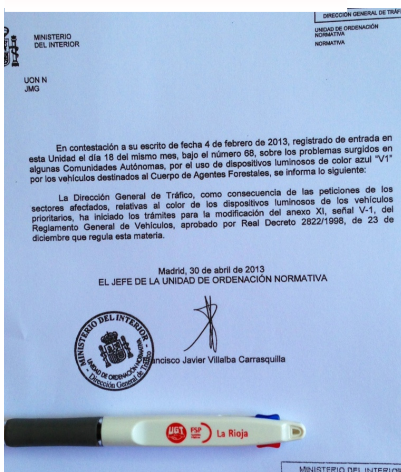 DIRECCIÓN GENERAL DE TRÁF
MINISTERIO
DEL INTERIOR
UNIDAD DE ORDENACIÓN
NORMATIVA
NORMATIVA
UON N
JMG
En contestación a su escrito de fecha 4 de febrero de 2013, registrado de entrada en
esta Unidad el día 18 del mismo mes, bajo el número 68, sobre los problemas surgidos en
algunas Comunidades Autónomas, por el uso de dispositivos luminosos de color azul "V1"
por los vehículos destinados al Cuerpo de Agentes Forestales, se informa lo siguiente:
La Dirección General de Tráfico, como consecuencia de las peticiones de los
sectores afectados, relativas al color de los dispositivos luminosos de los vehículos
prioritarios, ha iniciado los trámites para la modificación del anexo XI, señal V-1, del
Reglamento General de Vehículos, aprobado por Real Decreto 2822/1998, de 23 de
diciembre que regula esta materia.
Madrid, 30 de abril de 2013
EL JEFE DE LA UNIDAD DE ORDENACIÓN NORMATIVA
MINISTERIO DEL INTERIOR
UNIDAD DE ORDENACIÓN NORMATIVA
Dirección General de Tráfico
ancisco Javier Villalba Carrasquilla
UGT
FSP
La Rioja
MINISTERIO DEL INTERIOR